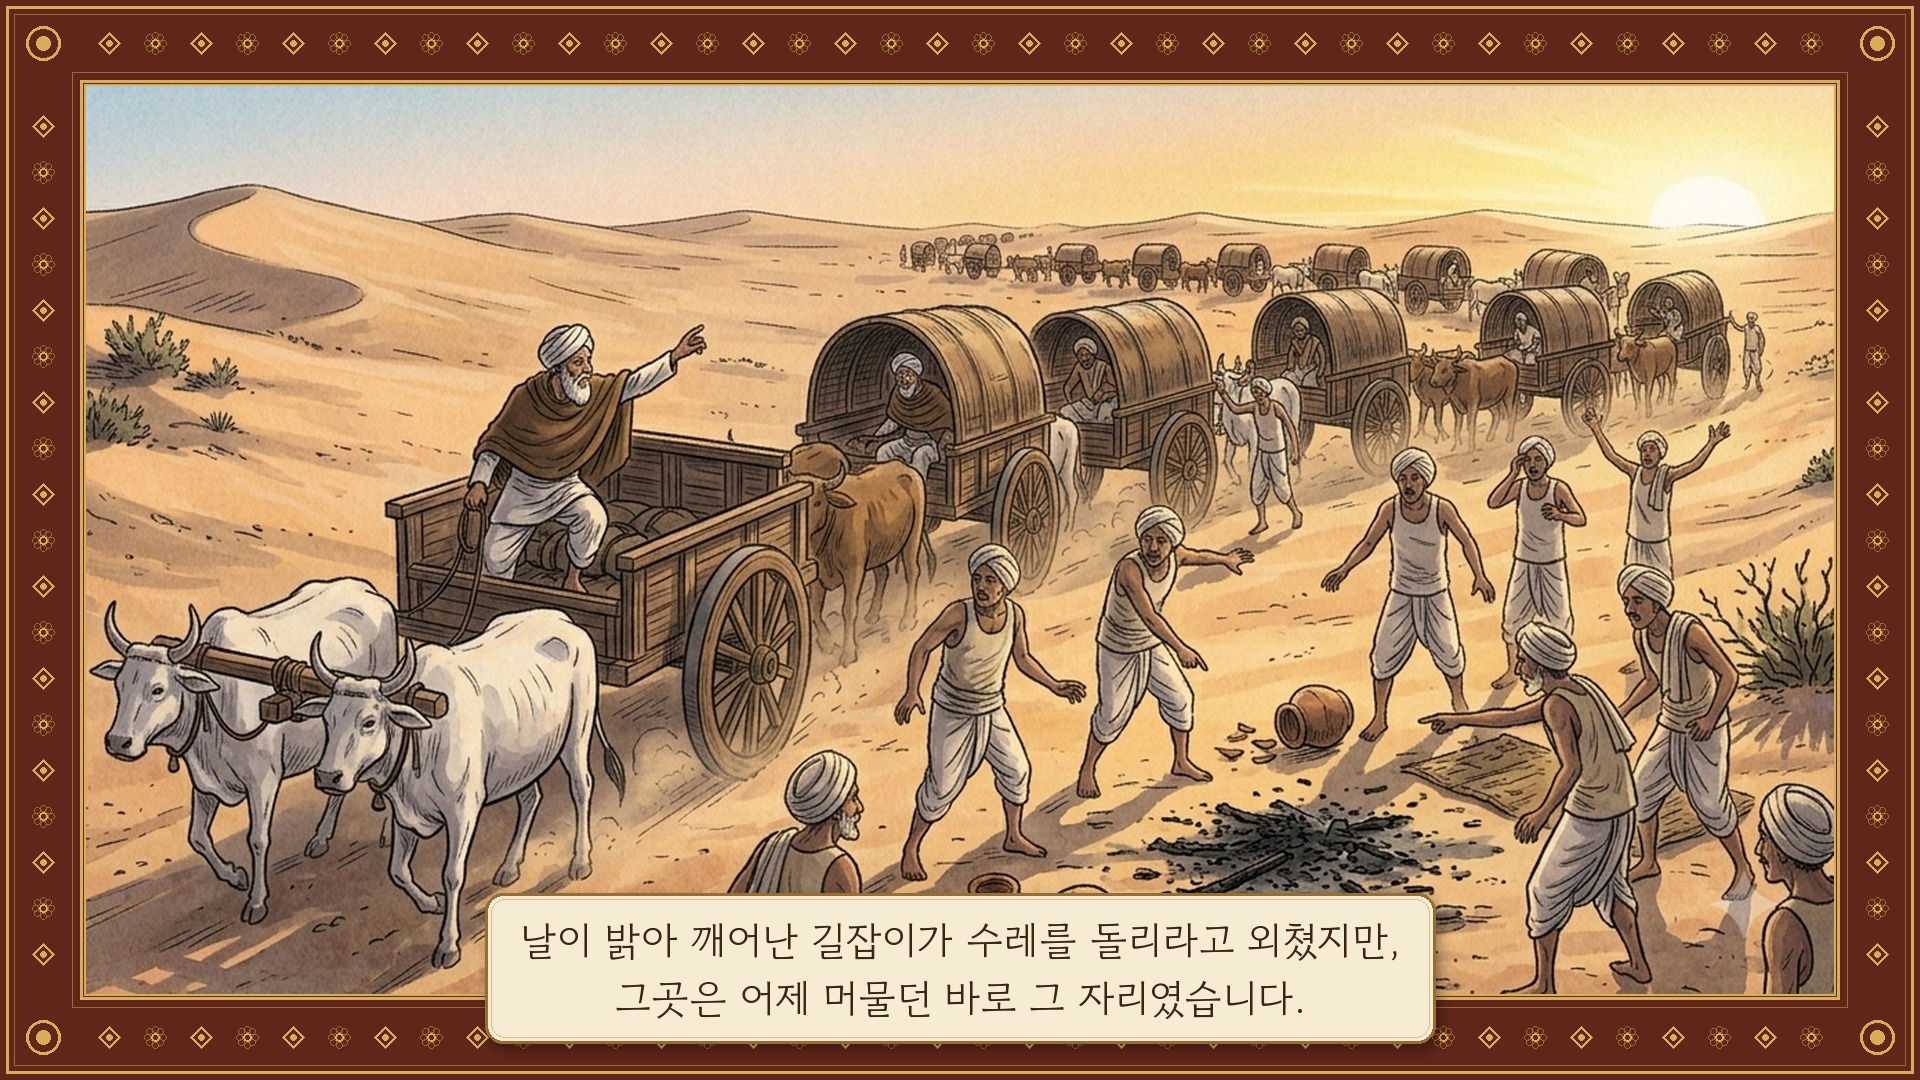 날이 밝아 깨어난 길잡이가 수레를 돌리라고 외쳤지만,
그곳은 어제 머물던 바로 그 자리였습니다.